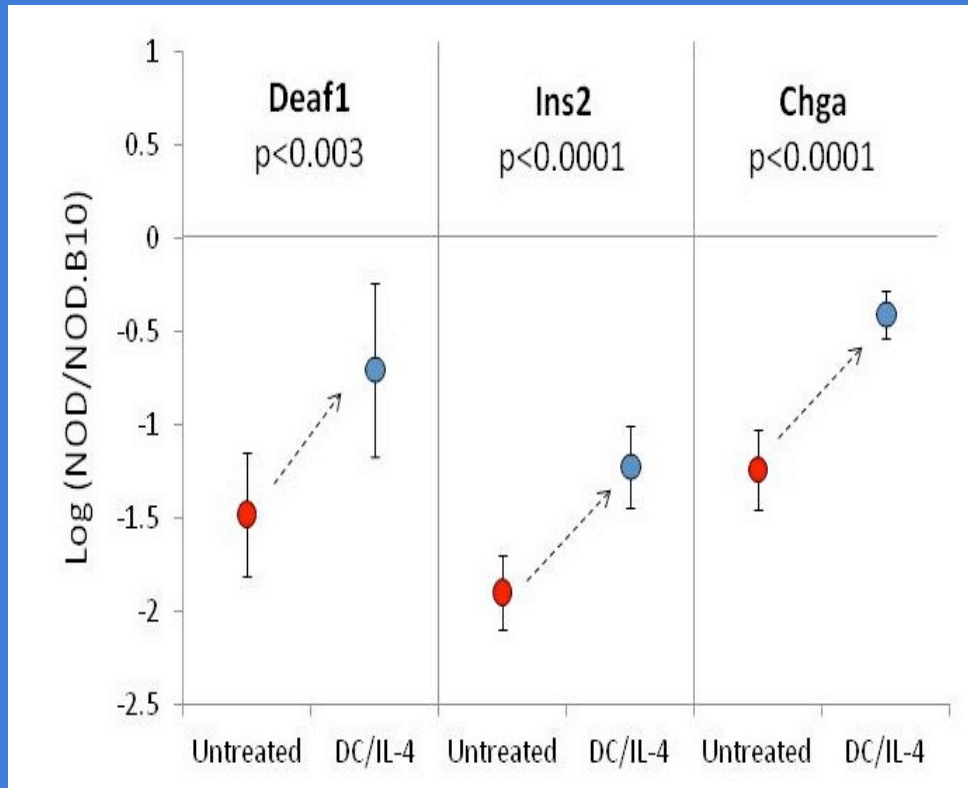 Log (NOD/NOD.B10)
1
0.5
0
-0.5
-1
-1.5
-2
-2.5
Deaf1
p<0.003
Ins2
p<0.0001
Chga
p<0.0001
Untreated
DC/IL-4
Untreated
DC/IL-4
Untreated
DC/IL-4